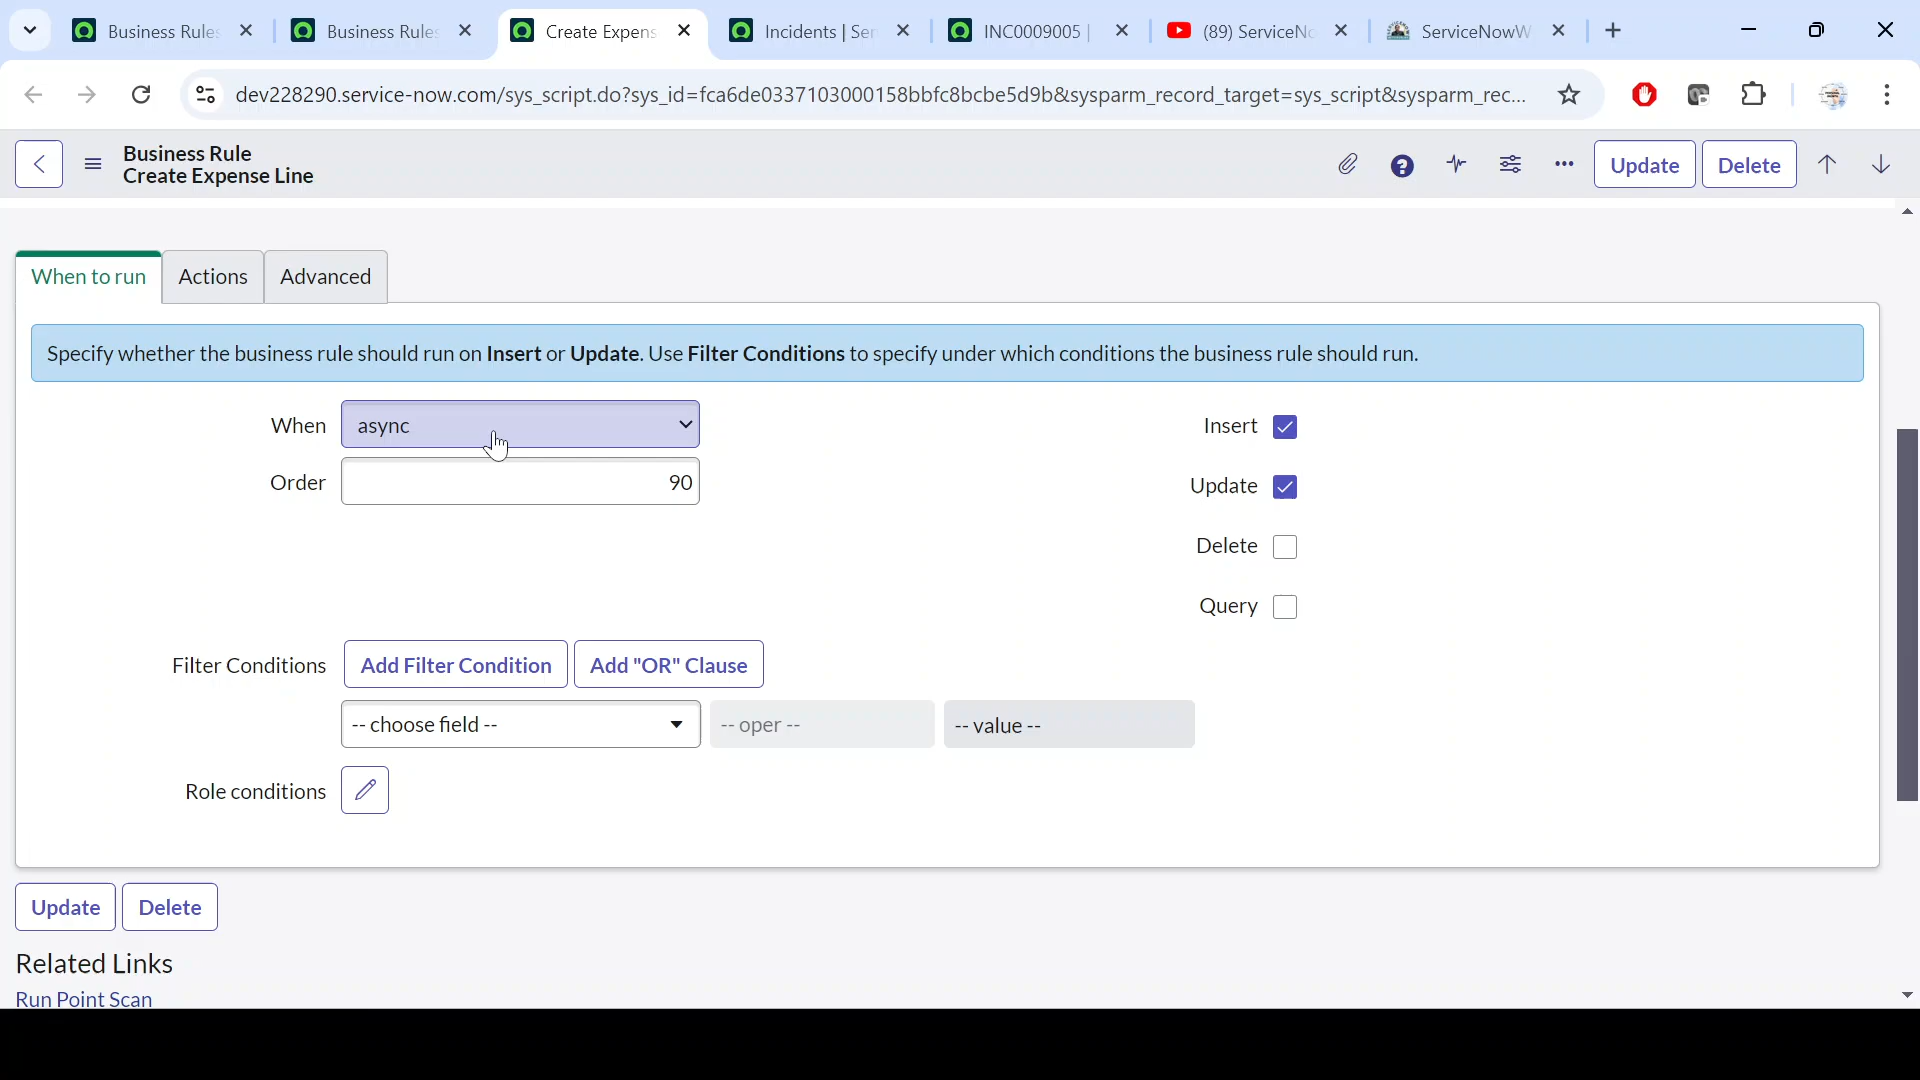 Business Rules
Business Rules
Create Expens
Incidents | Ser
INC0009005 |
(89) ServiceNo
ServiceNowW
dev228290.service-now.com/sys_script.do?sys_id=fca6de0337103000158bbfc8bcbe5d9b&sysparm_record_target=sys_script&sysparm_rec...
Business Rule
Create Expense Line
Update
Delete
When to run
Actions
Advanced
Specify whether the business rule should run on Insert or Update. Use Filter Conditions to specify under which conditions the business rule should run.
When
async
Insert
Order
90
Update
Delete
Query
Filter Conditions
Add Filter Condition
Add "OR" Clause
-- choose field --
-- oper --
-- value --
Role conditions
Update
Delete
Related Links
Run Point Scan